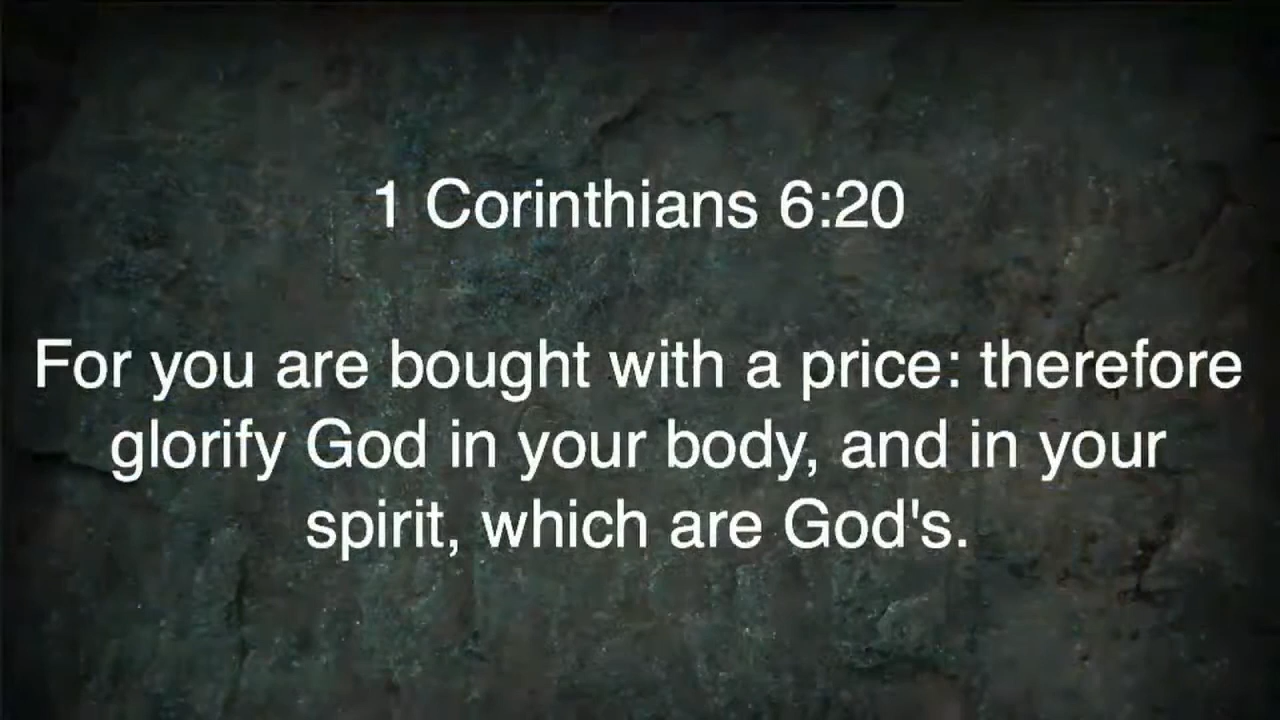 1 Corinthians 6:20
For you are bought with a price: therefore
glorify God in your body, and in your
spirit, which are God's.